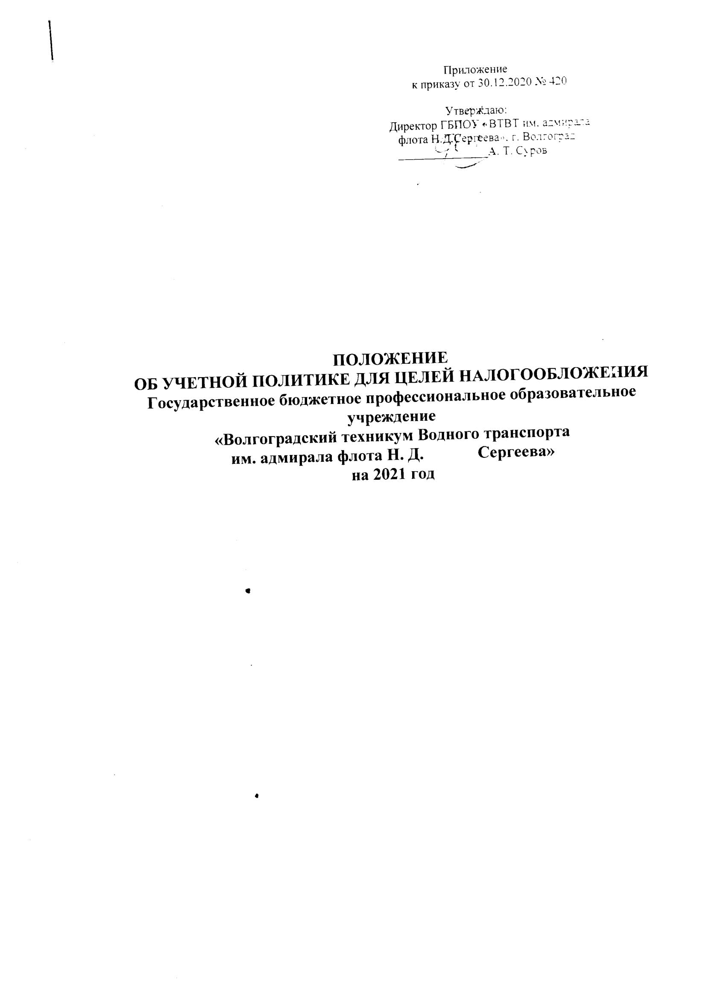 Приложение
к приказу от 30.12.2020 № 420
Утверждаю:
Директор ГБПОУ «ВТВТ им. адмирала
флота Н.Д.Сергеева». г. Волгоград
А. Т. Суров
ПОЛОЖЕНИЕ
ОБ УЧЕТНОЙ ПОЛИТИКЕ ДЛЯ ЦЕЛЕЙ НАЛОГООБЛОЖЕНИЯ
Государственное бюджетное профессиональное образовательное
учреждение
«Волгоградский техникум Водного транспорта
им. адмирала флота Н. Д. Сергеева»
на 2021 год